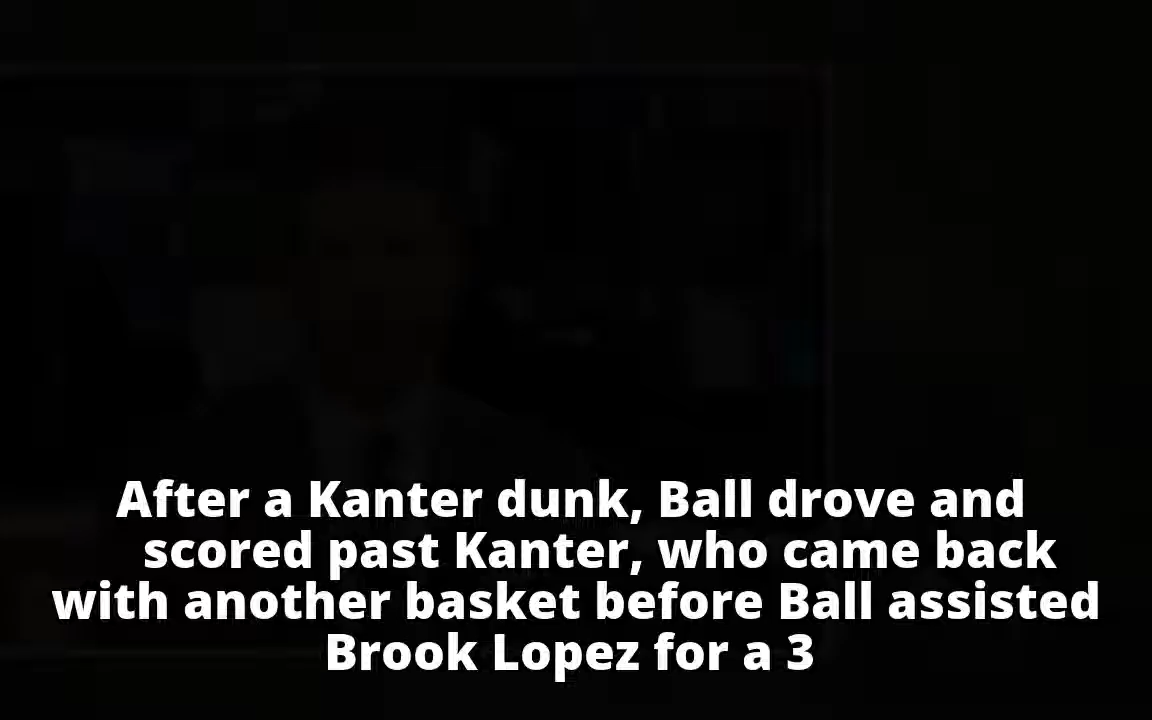 After a Kanter dunk, Ball drove and
scored past Kanter, who came back
with another basket before Ball assisted
Brook Lopez for a 3